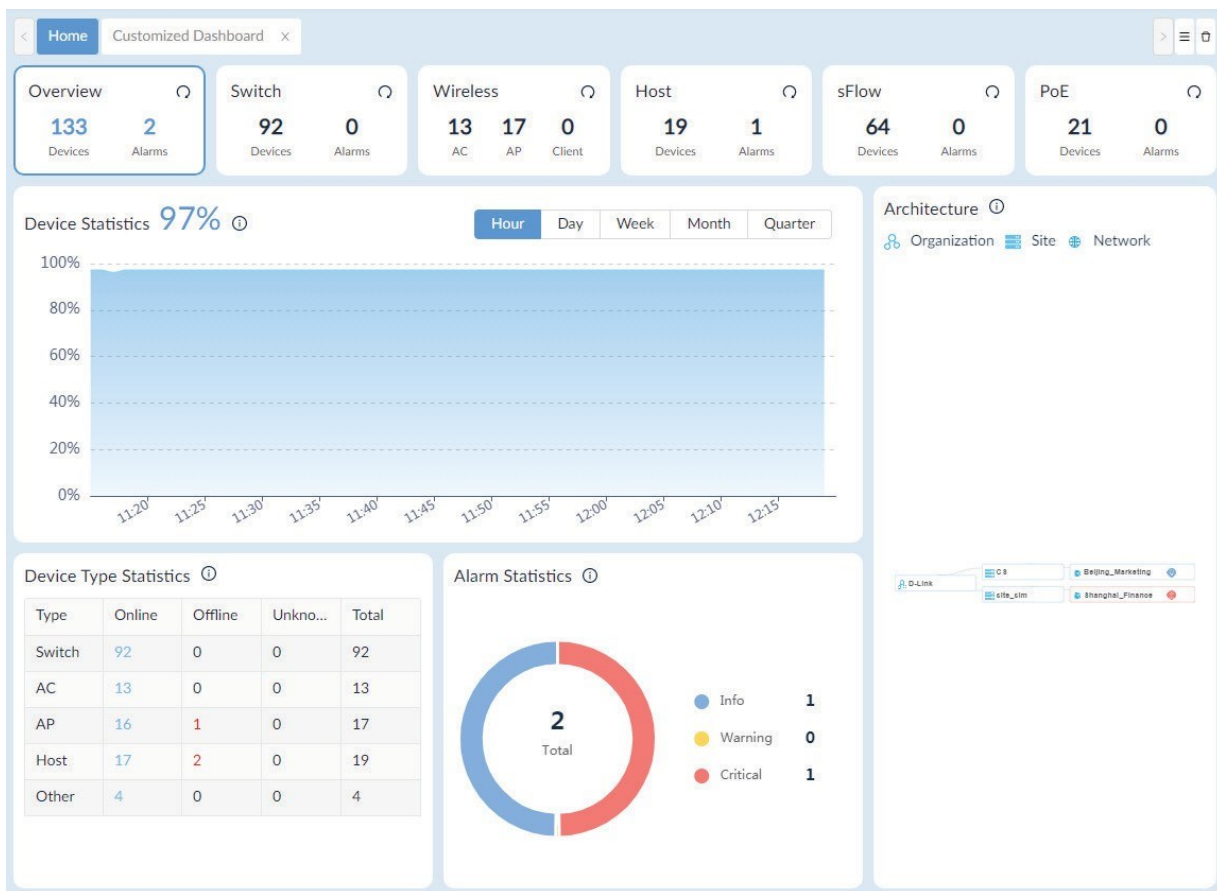 Home Customized Dashboard x
Overview Switch Wireless Host sFlow PoE
133 2 92 0 13 17 0 19 1 64 0 21 0
Devices Alarms Devices Alarms AC AP Client Devices Alarms Devices Alarms Devices Alarms
Device Statistics 97%
Hour Day Week Month Quarter
100%
80%
60%
40%
20%
0%
11:20 11:25 11:30 11:35 11:40 11:45 11:50 11:55 12:00 12:05 12:10 12:15
Architecture
Organization Site Network
D-Link
C8 Beijing_Marketing
site_sim Shanghai_Finance
Device Type Statistics
Type Online Offline Unkno... Total
Switch 92 0 0 92
AC 13 0 0 13
AP 16 1 0 17
Host 17 2 0 19
Other 4 0 0 4
Alarm Statistics
2
Total
Info 1
Warning 0
Critical 1